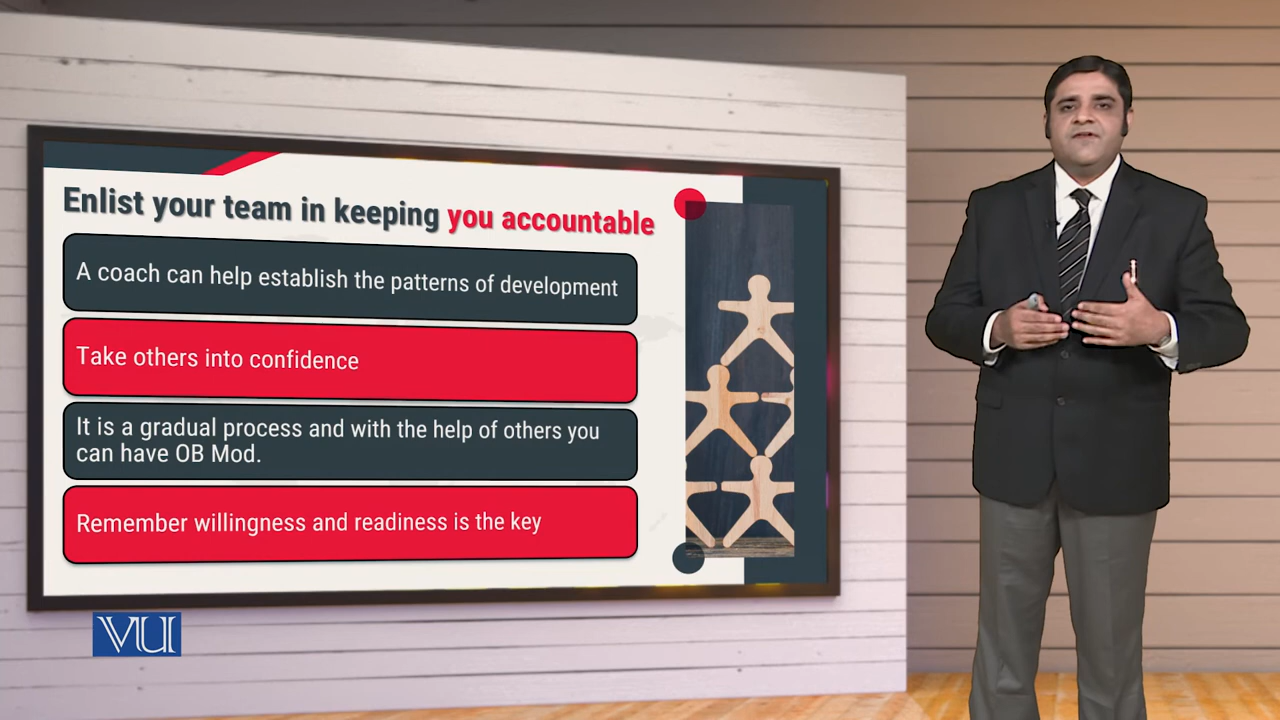 Enlist your team in keeping you accountable
A coach can help establish the patterns of development
Take others into confidence
It is a gradual process and with the help of others you
can have OB Mod.
Remember willingness and readiness is the key
VU